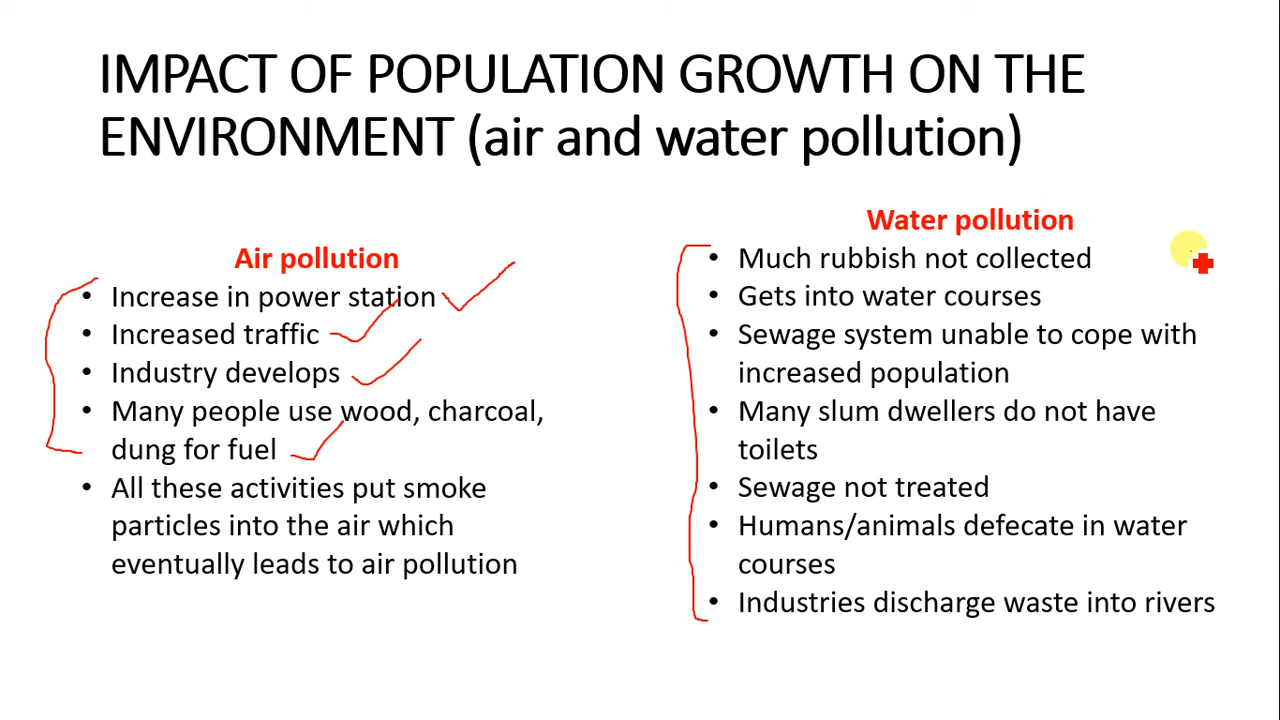 IMPACT OF POPULATION GROWTH ON THE
ENVIRONMENT (air and water pollution)
Air pollution
• Increase in power station
• Increased traffic
• Industry develops
• Many people use wood, charcoal,
dung for fuel
• All these activities put smoke
particles into the air which
eventually leads to air pollution
Water pollution
• Much rubbish not collected
• Gets into water courses
• Sewage system unable to cope with
increased population
• Many slum dwellers do not have
toilets
• Sewage not treated
• Humans/animals defecate in water
courses
• Industries discharge waste into rivers